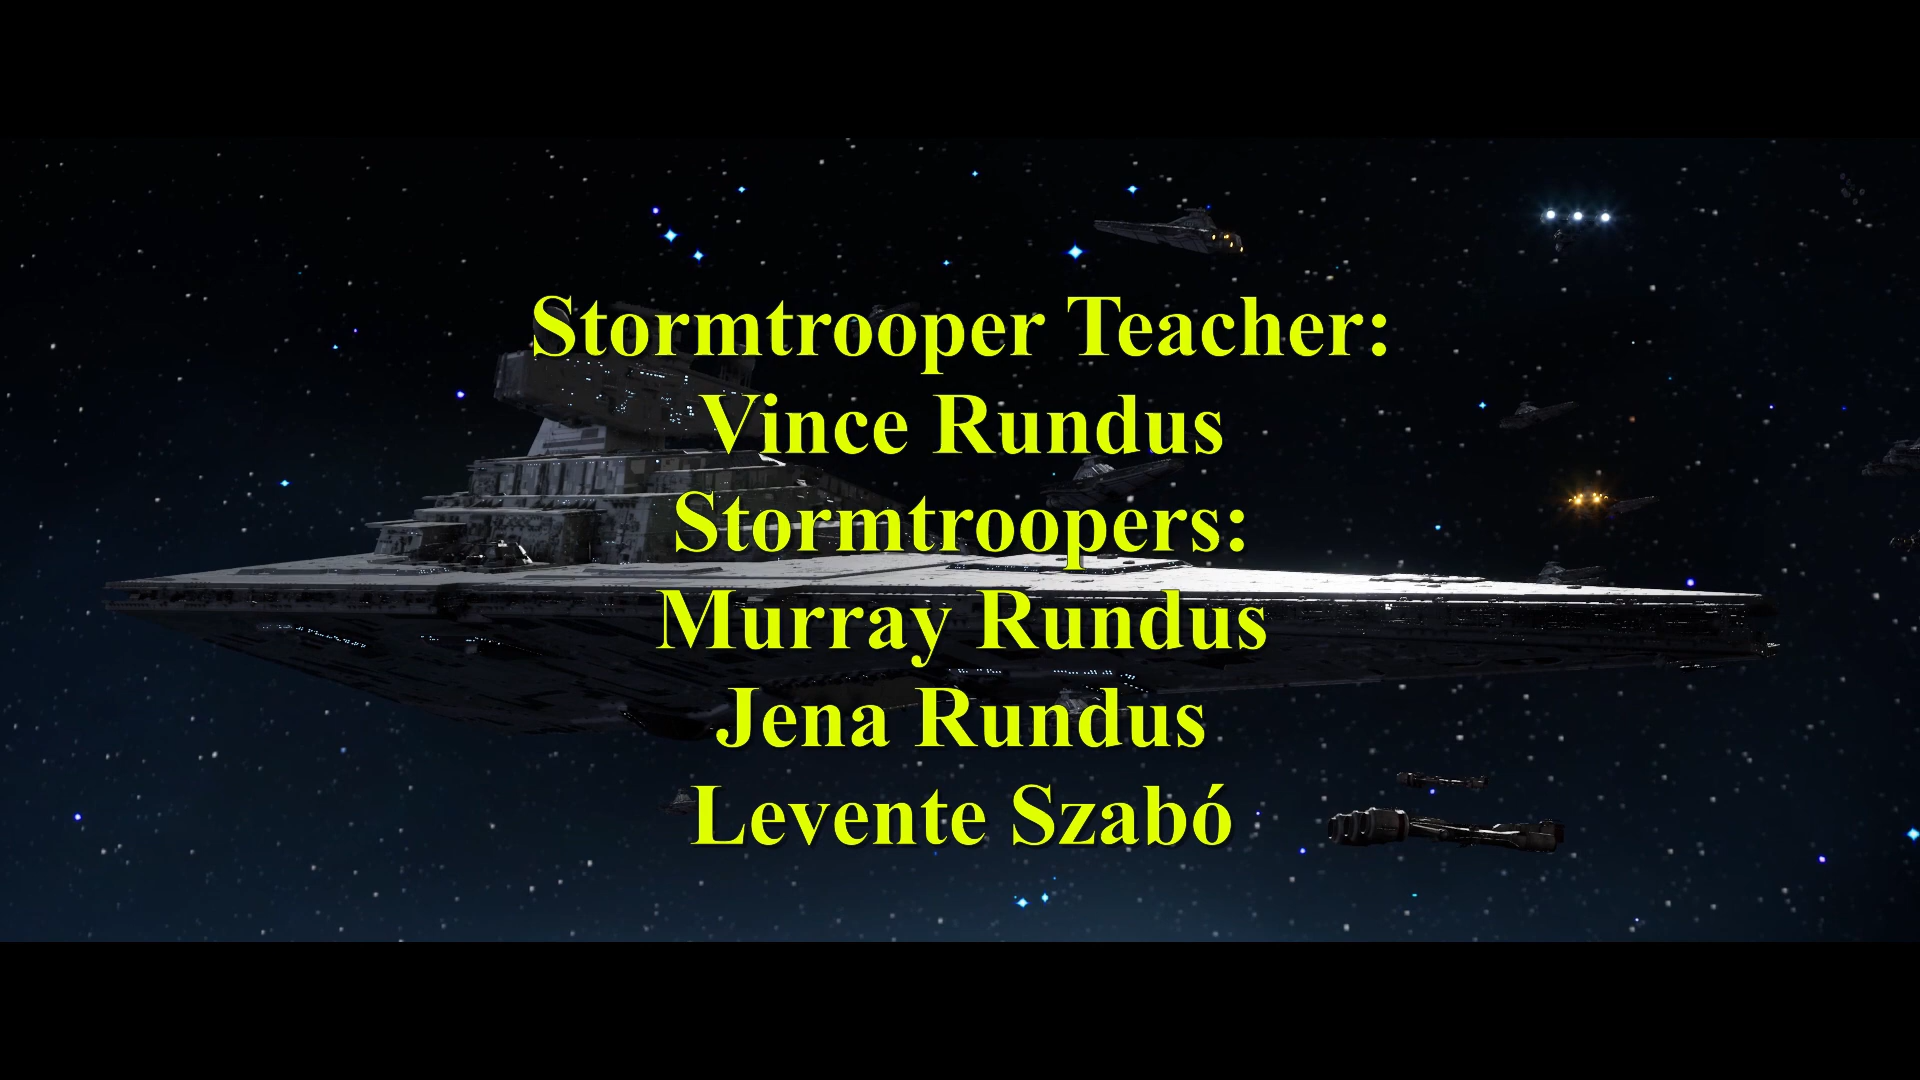 Stormtrooper Teacher:
Vince Rundus
Stormtroopers:
Murray Rundus
Jena Rundus
Levente Szabó